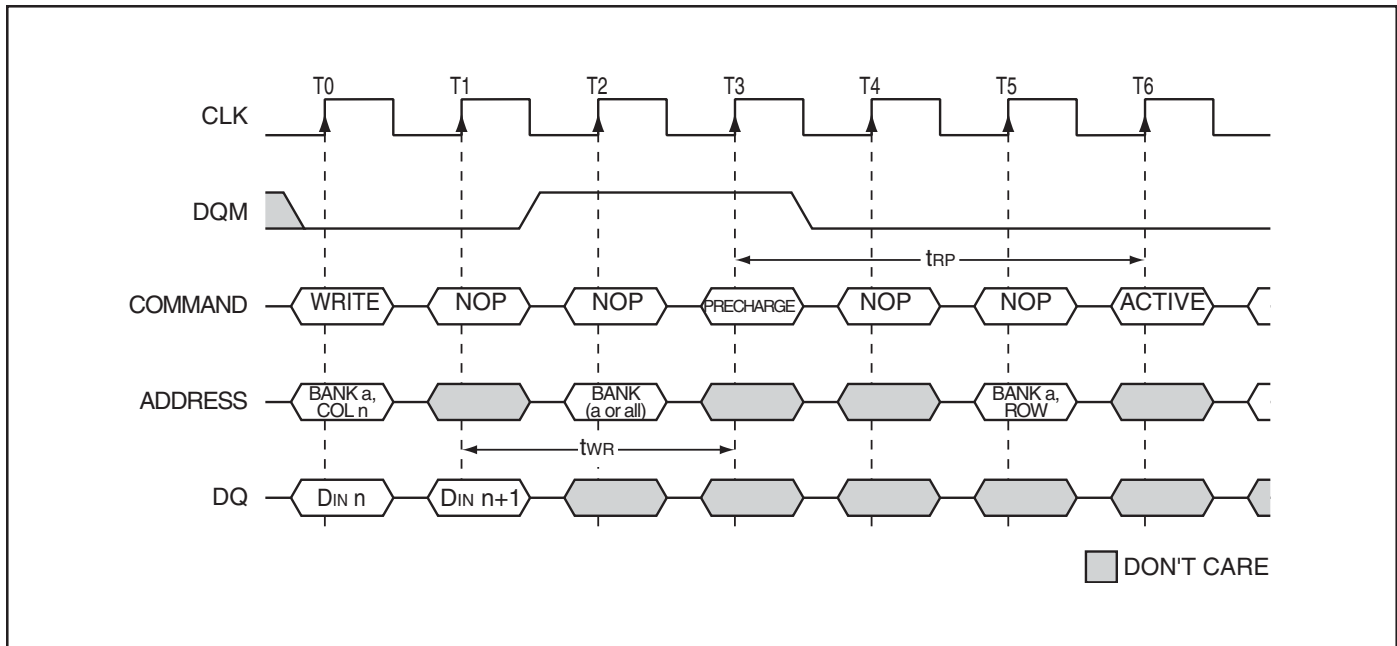 T0 T1 T2 T3 T4 T5 T6
CLK
DQM
tRP
COMMAND WRITE NOP NOP PRECHARGE NOP NOP ACTIVE
ADDRESS BANK a, COL n BANK (a or all) BANK a, ROW
tWR
DQ DIN n DIN n+1
DON'T CARE